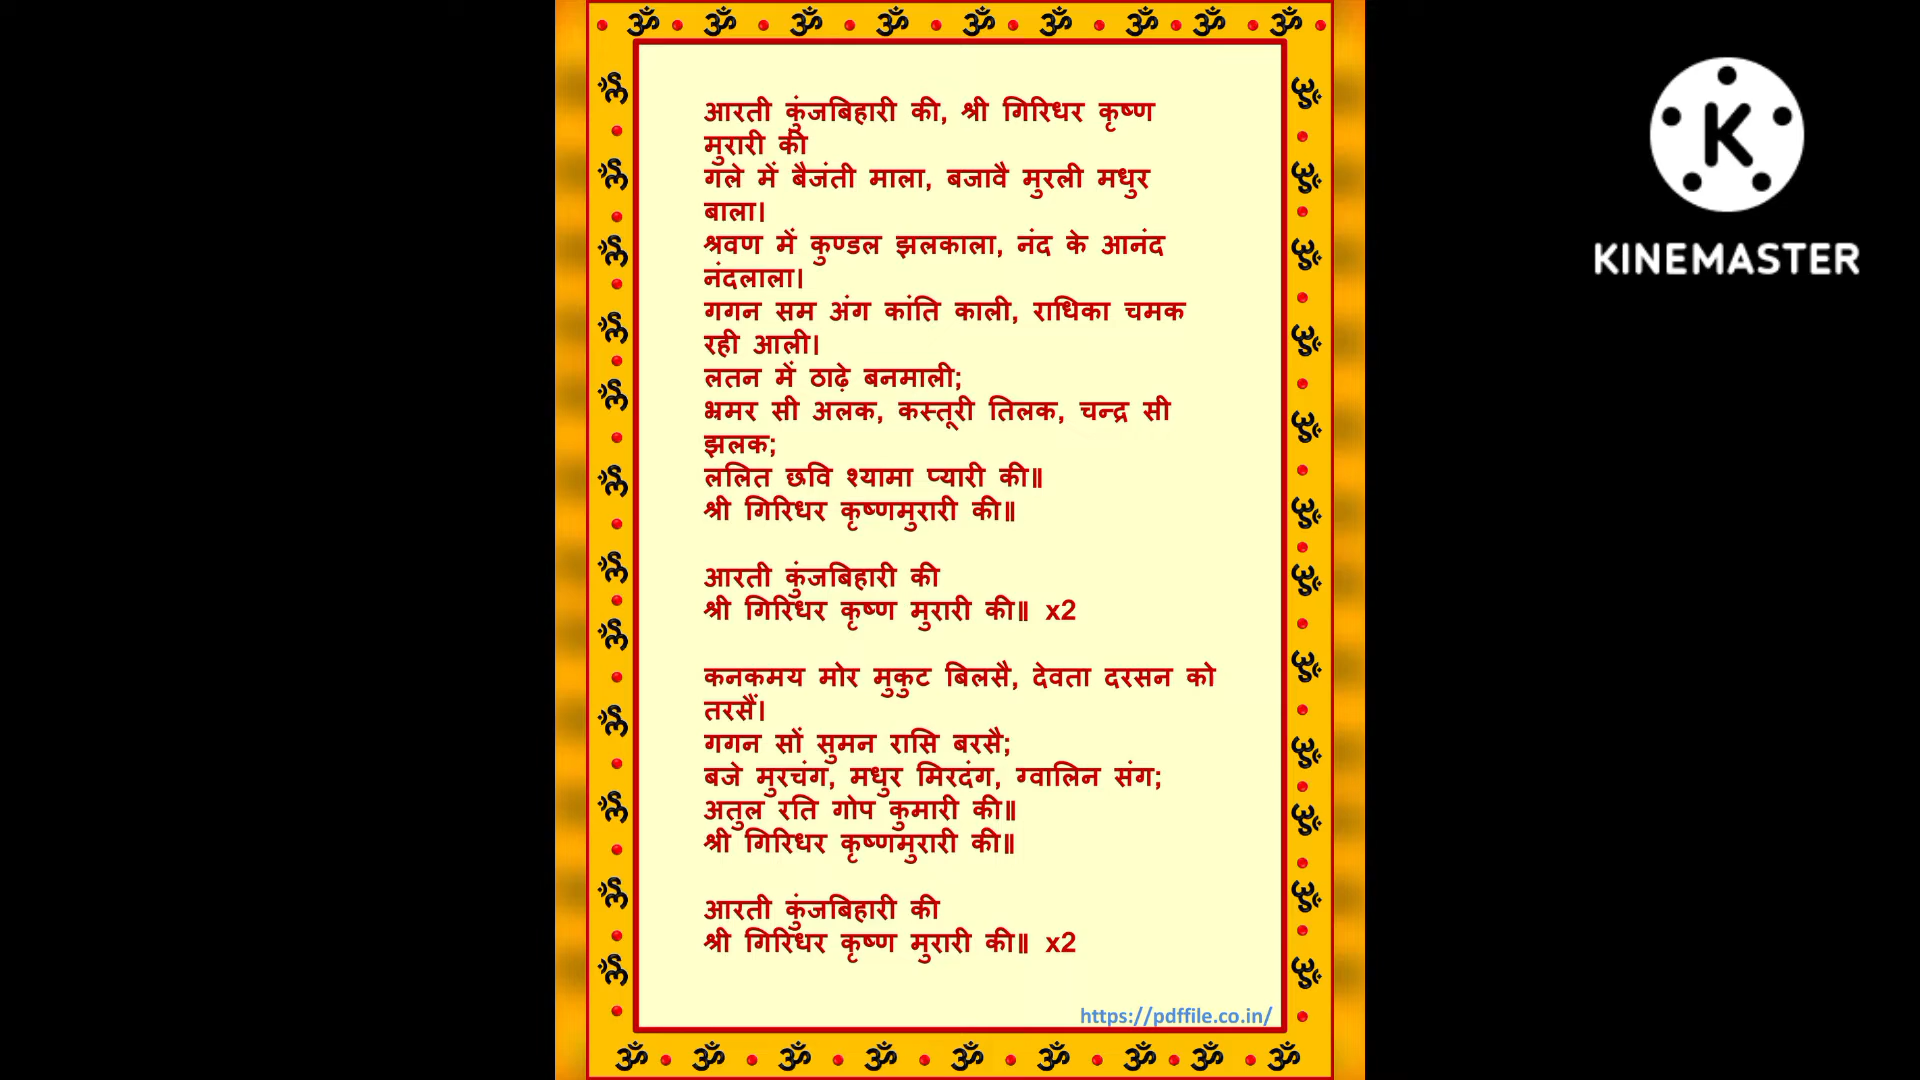 आरती कुंजबिहारी की, श्री गिरिधर कृष्ण
मुरारी की
गले में बैजंती माला, बजावै मुरली मधुर
बाला।
श्रवण में कुण्डल झलकाला, नंद के आनंद
नंदलाला।
गगन सम अंग कांति काली, राधिका चमक
रही आली।
लतन में ठाढ़े बनमाली;
भ्रमर सी अलक, कस्तूरी तिलक, चन्द्र सी
झलक;
ललित छवि श्यामा प्यारी की॥
श्री गिरिधर कृष्णमुरारी की॥
आरती कुंजबिहारी की
श्री गिरिधर कृष्ण मुरारी की॥ x2
कनकमय मोर मुकुट बिलसै, देवता दरसन को
तरसैं।
गगन सों सुमन रासि बरसै;
बजे मुरचंग, मधुर मिरदंग, ग्वालिन संग;
अतुल रति गोप कुमारी की॥
श्री गिरिधर कृष्णमुरारी की॥
आरती कुंजबिहारी की
श्री गिरिधर कृष्ण मुरारी की॥ x2
https://pdffile.co.in/
K
KINEMASTER
ॐ ॐ ॐ ॐ ॐ ॐ ॐ ॐ ॐ
ॐ ॐ ॐ ॐ ॐ ॐ ॐ ॐ ॐ